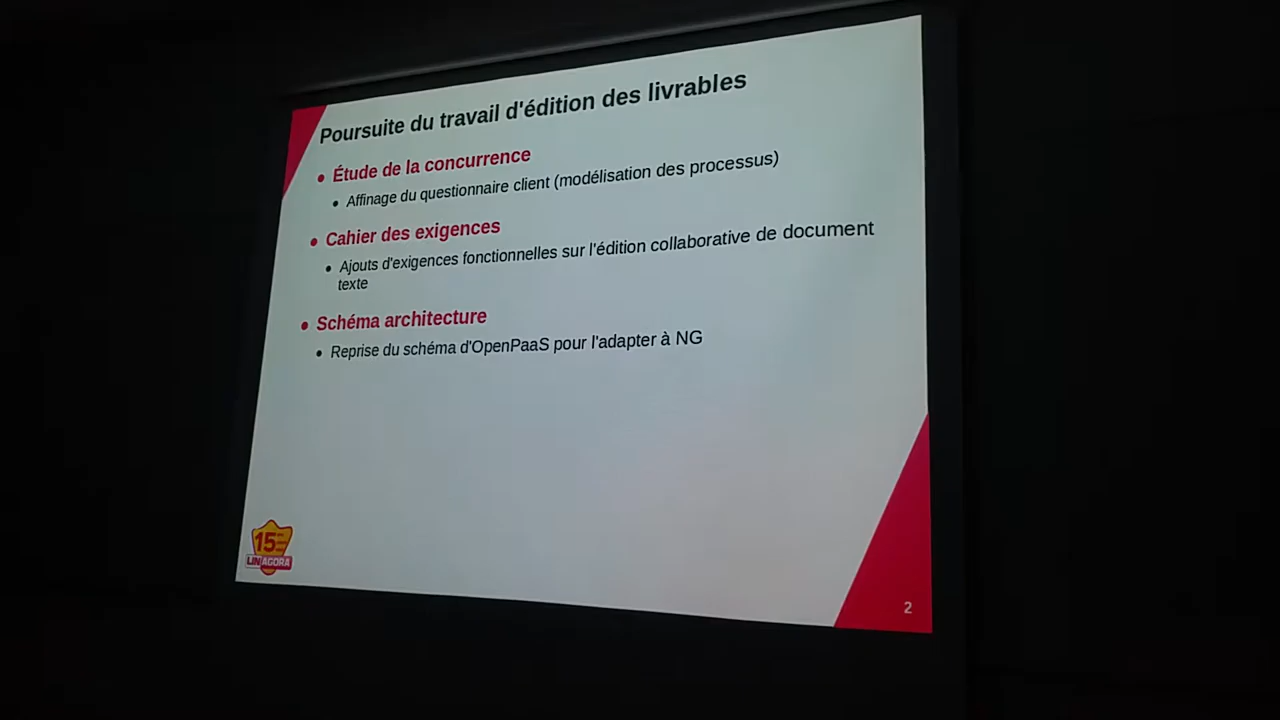 Poursuite du travail d'édition des livrables
• Étude de la concurrence
• Affinage du questionnaire client (modélisation des processus)
• Cahier des exigences
• Ajouts d'exigences fonctionnelles sur l'édition collaborative de document
texte
• Schéma architecture
• Reprise du schéma d'OpenPaaS pour l'adapter à NG
15
LINAGORA
2